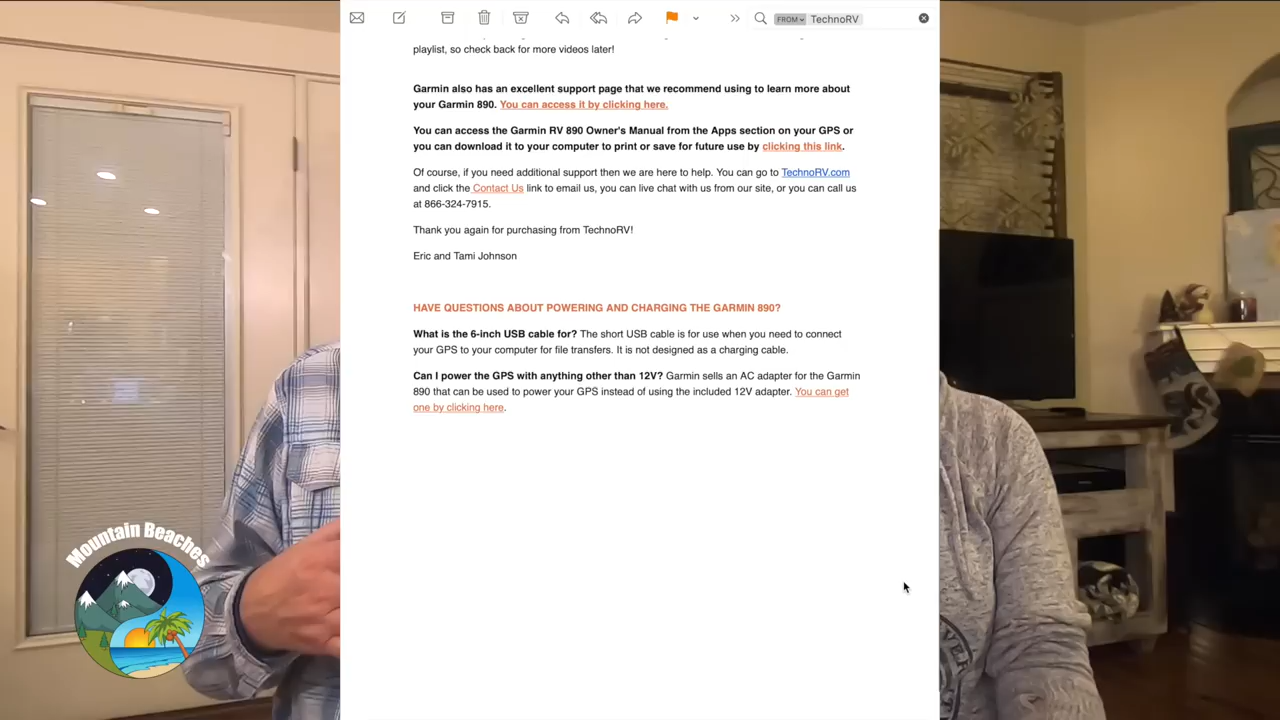 FROM TechnoRV
playlist, so check back for more videos later!
Garmin also has an excellent support page that we recommend using to learn more about
your Garmin 890. You can access it by clicking here.
You can access the Garmin RV 890 Owner's Manual from the Apps section on your GPS or
you can download it to your computer to print or save for future use by clicking this link.
Of course, if you need additional support then we are here to help. You can go to TechnoRV.com
and click the Contact Us link to email us, you can live chat with us from our site, or you can call us
at 866-324-7915.
Thank you again for purchasing from TechnoRV!
Eric and Tami Johnson
HAVE QUESTIONS ABOUT POWERING AND CHARGING THE GARMIN 890?
What is the 6-inch USB cable for? The short USB cable is for use when you need to connect
your GPS to your computer for file transfers. It is not designed as a charging cable.
Can I power the GPS with anything other than 12V? Garmin sells an AC adapter for the Garmin
890 that can be used to power your GPS instead of using the included 12V adapter. You can get
one by clicking here.
Mountain Beaches